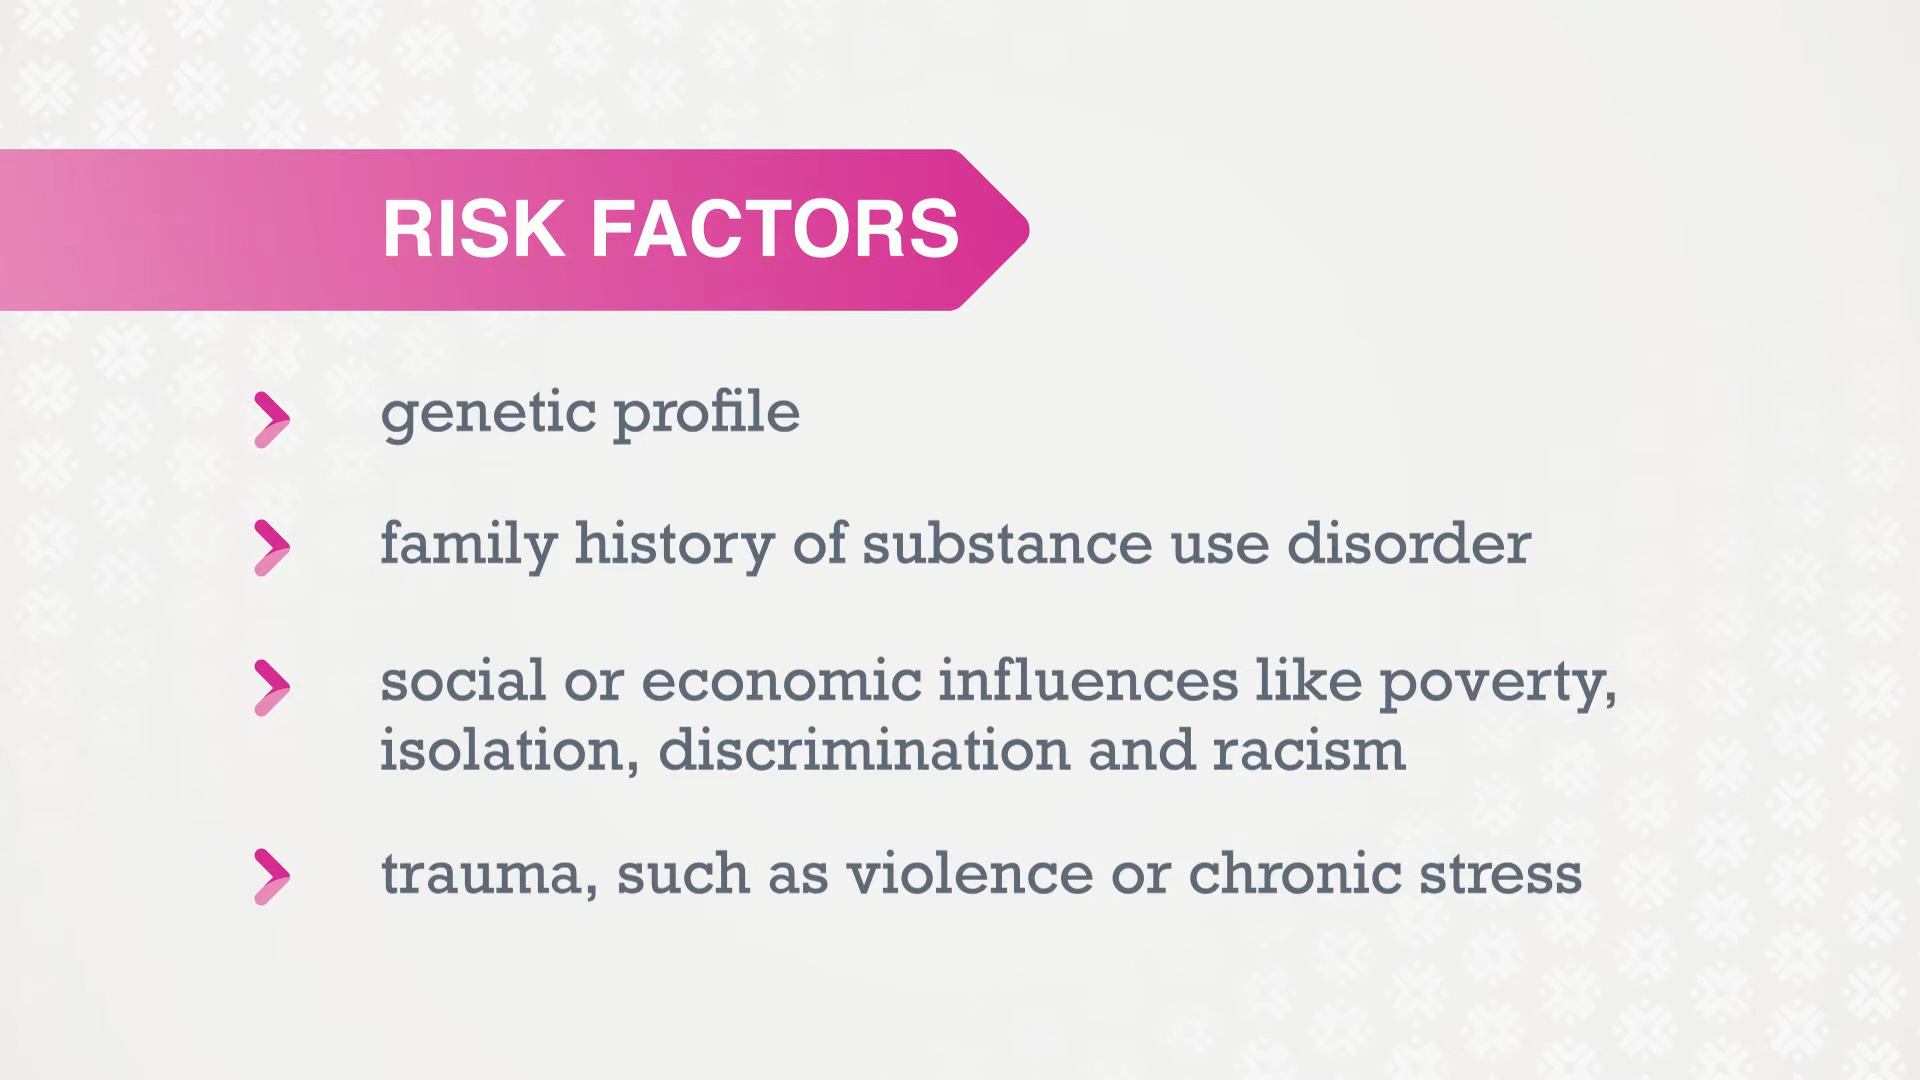 RISK FACTORS
genetic profile
family history of substance use disorder
social or economic influences like poverty,
isolation, discrimination and racism
trauma, such as violence or chronic stress